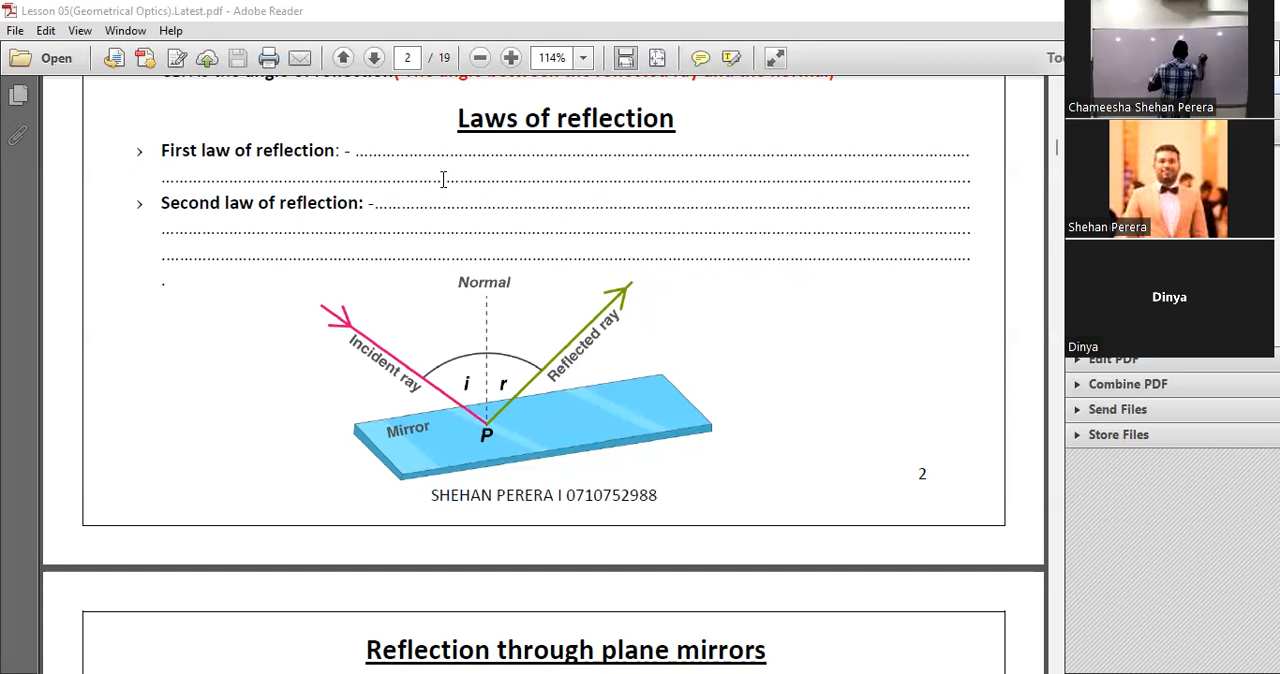 Lesson 05(Geometrical Optics).Latest.pdf - Adobe Reader
File Edit View Window Help
Open 2 / 19 114%
Laws of reflection
› First law of reflection: - ..........
..........
› Second law of reflection: -..........
..........
..........
.
Normal
Incident ray
Reflected ray
i r
Mirror
P
2
SHEHAN PERERA I 0710752988
Reflection through plane mirrors
Chameesha Shehan Perera
Shehan Perera
Dinya
Dinya
Edit PDF
Combine PDF
Send Files
Store Files